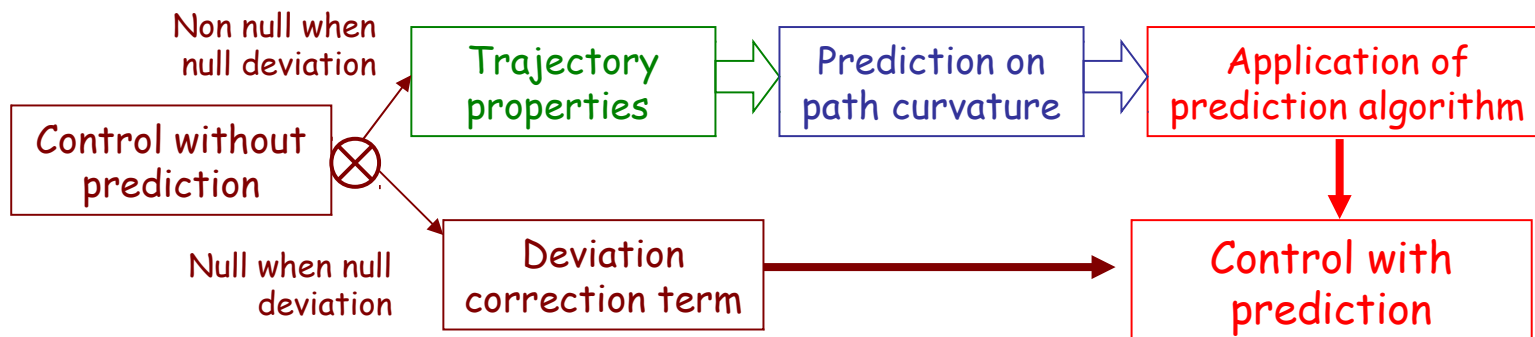 Non null when
null deviation
Trajectory
properties
Prediction on
path curvature
Application of
prediction algorithm
Control without
prediction
Null when null
deviation
Deviation
correction term
Control with
prediction